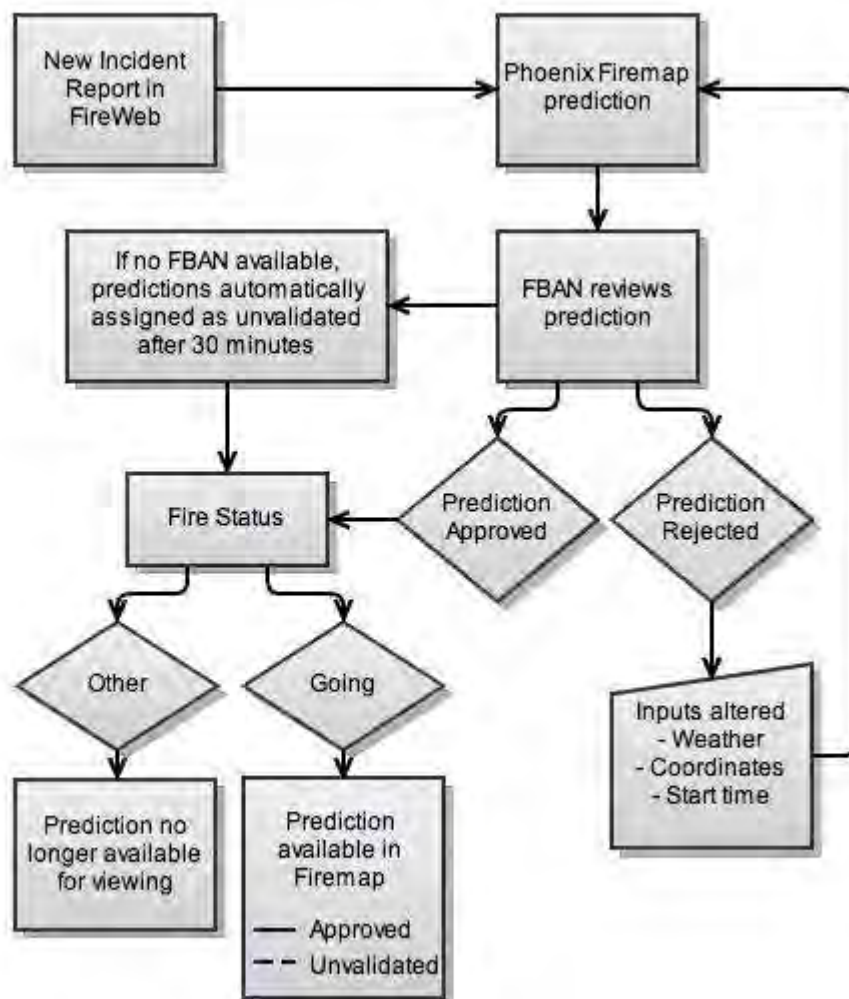 New Incident
Report in
FireWeb
Phoenix Firemap
prediction
If no FBAN available,
predictions automatically
assigned as unvalidated
after 30 minutes
FBAN reviews
prediction
Fire Status
Prediction
Approved
Prediction
Rejected
Other
Going
Inputs altered
- Weather
- Coordinates
- Start time
Prediction no
longer available
for viewing
Prediction
available in
Firemap
Approved
Unvalidated